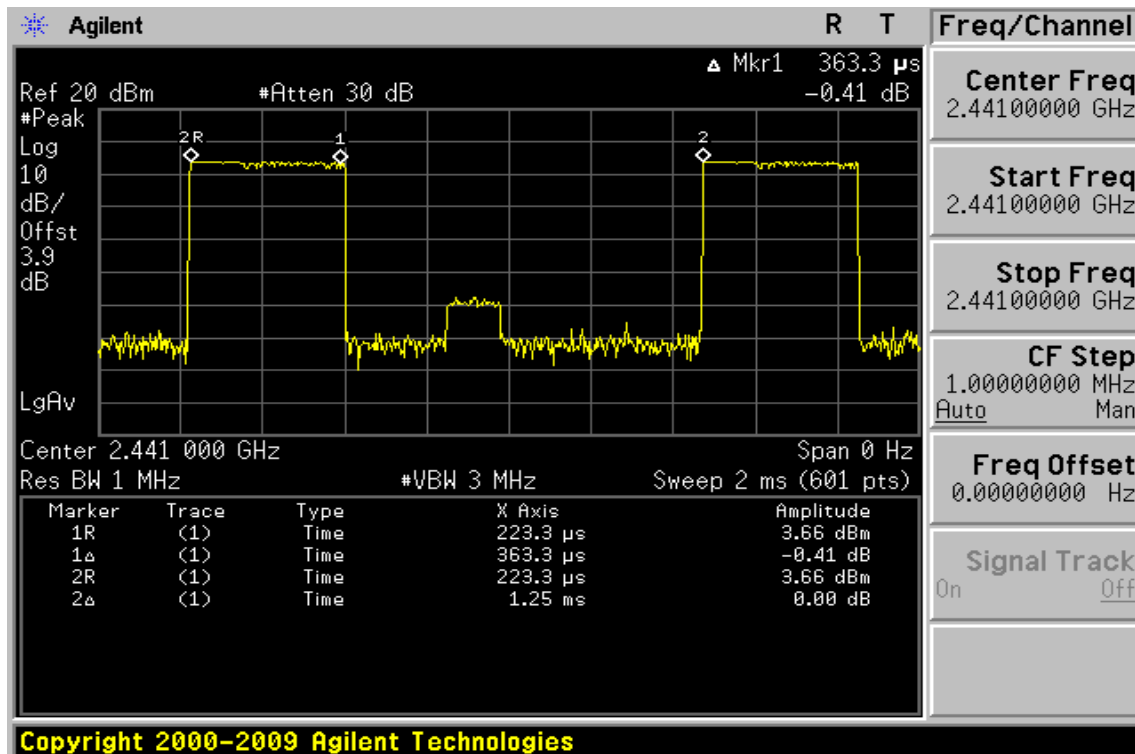 Agilent R T
Freq/Channel
Δ Mkr1 363.3 µs
Ref 20 dBm #Atten 30 dB -0.41 dB
#Peak
Log
10
dB/
Offst
3.9
dB
LgAv
2R 1 2
Center 2.441 000 GHz Span 0 Hz
Res BW 1 MHz #VBW 3 MHz Sweep 2 ms (601 pts)
Marker Trace Type X Axis Amplitude
1R (1) Time 223.3 µs 3.66 dBm
1Δ (1) Time 363.3 µs -0.41 dB
2R (1) Time 223.3 µs 3.66 dBm
2Δ (1) Time 1.25 ms 0.00 dB
Center Freq
2.44100000 GHz
Start Freq
2.44100000 GHz
Stop Freq
2.44100000 GHz
CF Step
1.00000000 MHz
Auto Man
Freq Offset
0.00000000 Hz
Signal Track
On Off
Copyright 2000-2009 Agilent Technologies